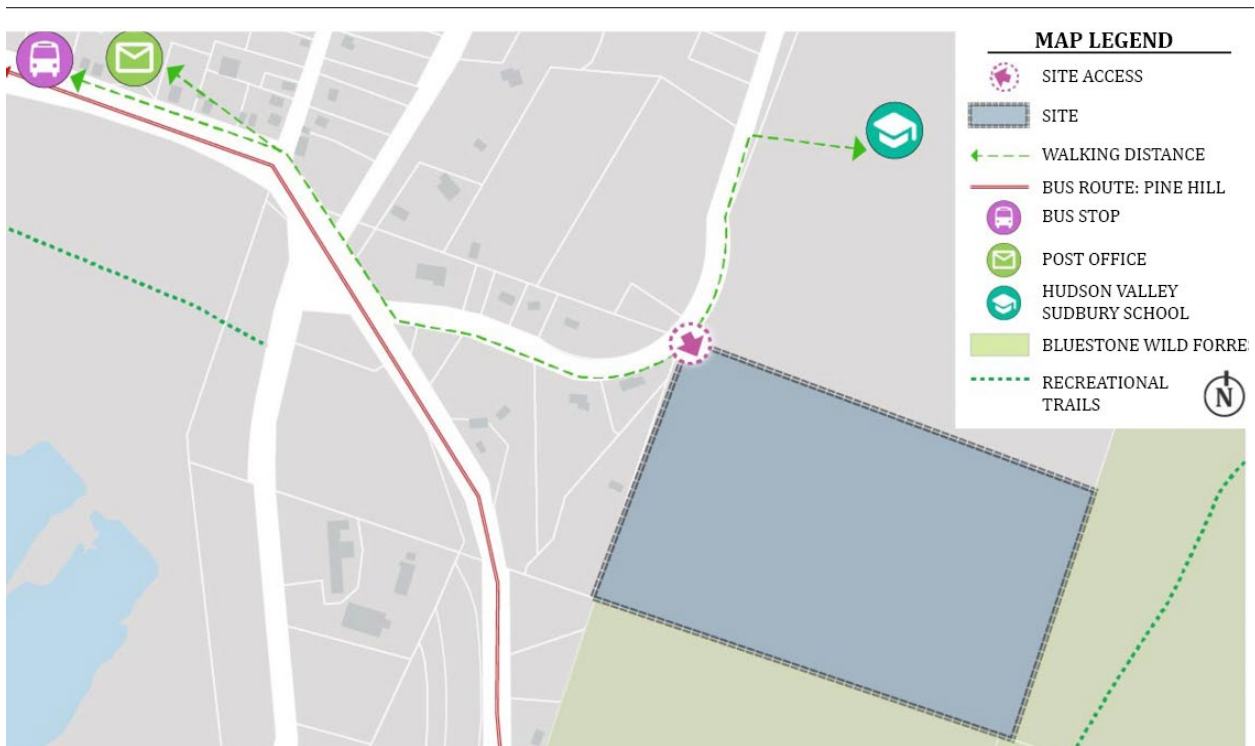 MAP LEGEND
SITE ACCESS
SITE
WALKING DISTANCE
BUS ROUTE: PINE HILL
BUS STOP
POST OFFICE
HUDSON VALLEY
SUDBURY SCHOOL
BLUESTONE WILD FORRES
RECREATIONAL
TRAILS
N